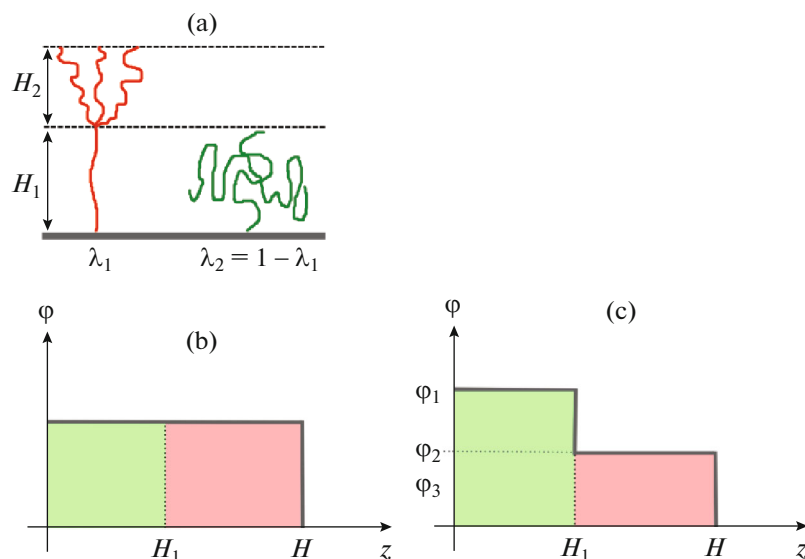 (a)
H₂
H₁
λ₁ λ₂ = 1 – λ₁
φ (b)
H₁ H z
φ (c)
φ₁
φ₂
φ₃
H₁ H z